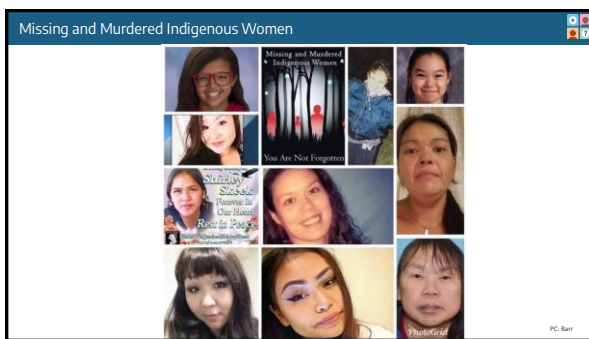 Missing and Murdered Indigenous Women
Missing and Murdered
Indigenous Women
You Are Not Forgotten
Shirley
Skeek
Forever in
Our Heart
Rest in Peace
PhotoGrid
PC: Barr